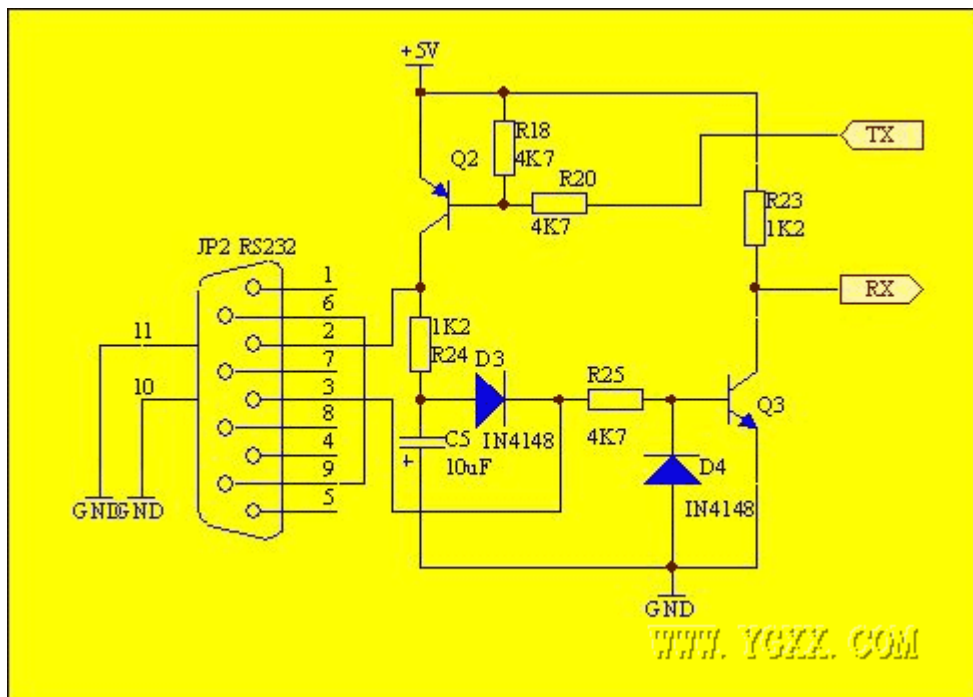 +5V
R18
4K7
TX
Q2
R20
4K7
R23
1K2
JP2 RS232
1
6
11
2
1K2
R24
D3
RX
7
10
3
R25
Q3
8
C5
IN4148
4K7
4
10uF
D4
9
5
IN4148
GND
GND
GND
WWW. YGXX. COM